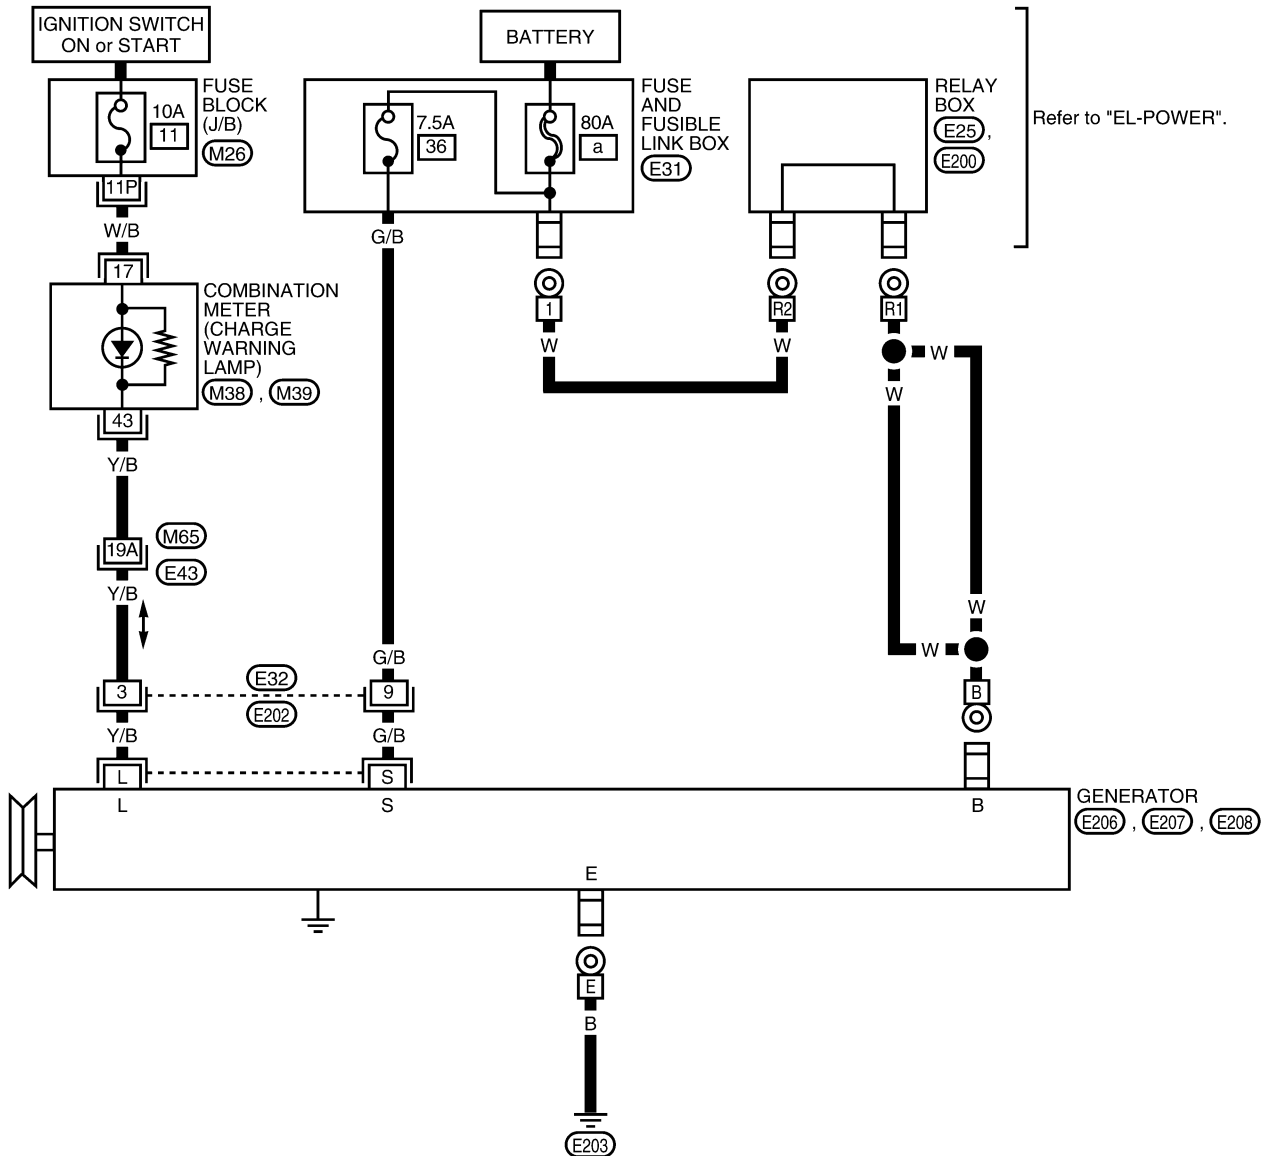 IGNITION SWITCH
ON or START
BATTERY
10A
11
FUSE
BLOCK
(J/B)
M26
11P
W/B
17
COMBINATION
METER
(CHARGE
WARNING
LAMP)
M38 , M39
43
Y/B
19A
M65
E43
Y/B
3
E32
E202
Y/B
L
L
7.5A
36
80A
a
FUSE
AND
FUSIBLE
LINK BOX
E31
G/B
G/B
9
G/B
S
S
1
W
RELAY
BOX
E25 ,
E200
Refer to "EL-POWER".
R2
W
R1
W
W
W
W
B
B
GENERATOR
E206 , E207 , E208
E
E
B
E203